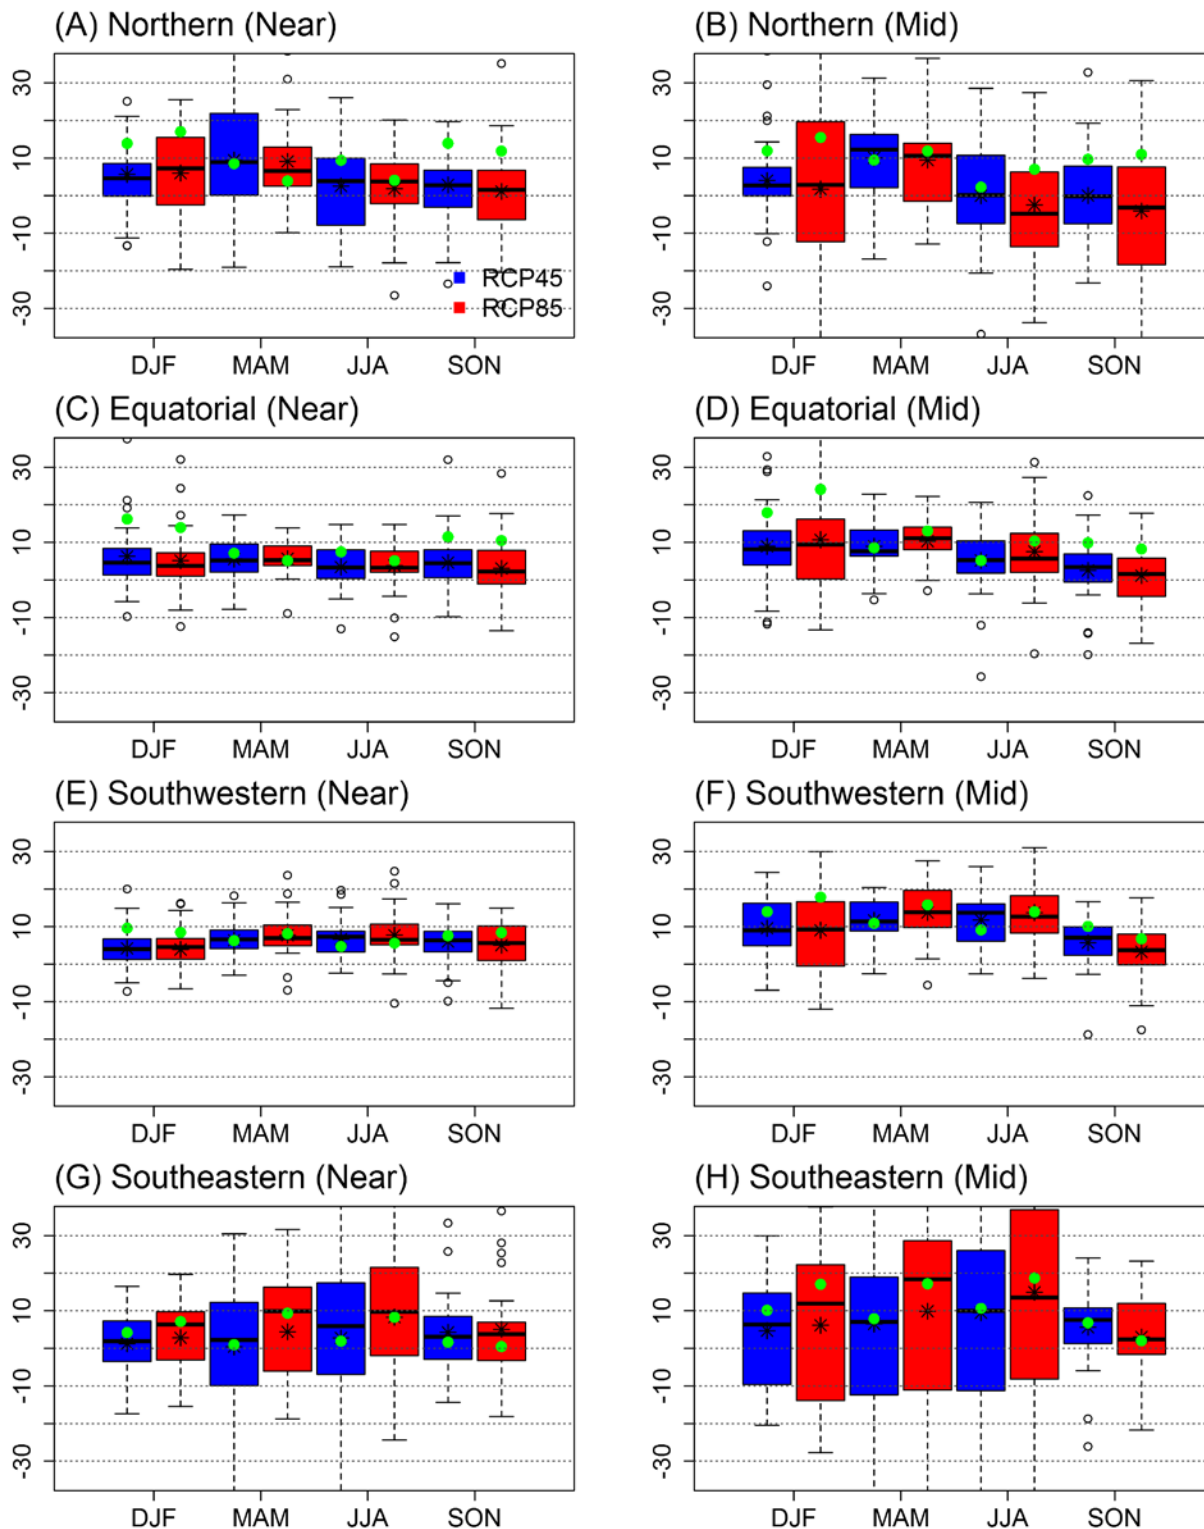 (A) Northern (Near)
30
10
-10
-30
RCP45
RCP85
DJF MAM JJA SON
(B) Northern (Mid)
30
10
-10
-30
DJF MAM JJA SON
(C) Equatorial (Near)
30
10
-10
-30
DJF MAM JJA SON
(D) Equatorial (Mid)
30
10
-10
-30
DJF MAM JJA SON
(E) Southwestern (Near)
30
10
-10
-30
DJF MAM JJA SON
(F) Southwestern (Mid)
30
10
-10
-30
DJF MAM JJA SON
(G) Southeastern (Near)
30
10
-10
-30
DJF MAM JJA SON
(H) Southeastern (Mid)
30
10
-10
-30
DJF MAM JJA SON